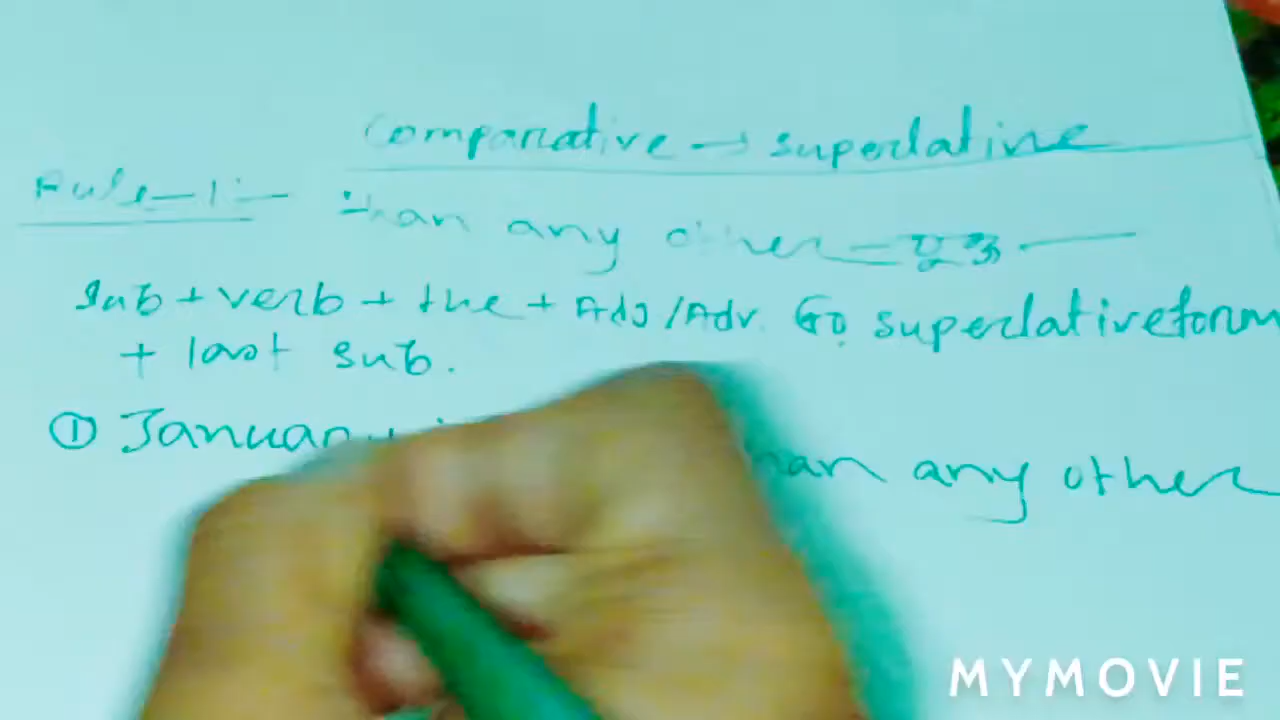 comparative → superlative
Rule-1:- than any other
sub + verb + the + Adj/Adv. Go superlative form
+ last sub.
① January than any other
MYMOVIE